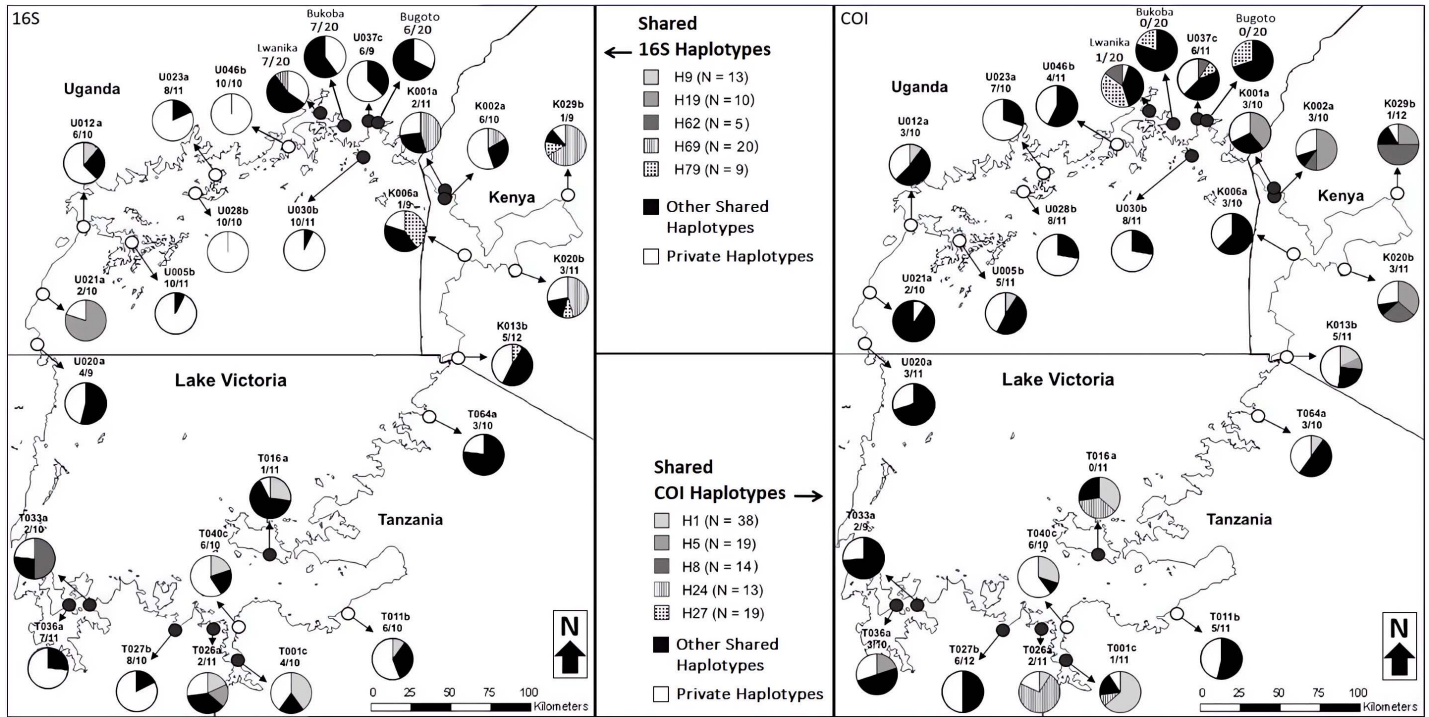 16S
Uganda
Kenya
Lake Victoria
Tanzania
Bukoba
7/20
Bugoto
6/20
Lwanika
7/20
U037c
6/9
U046b
10/10
U023a
8/11
U012a
6/10
K001a
2/11
K002a
6/10
K029b
1/9
K006a
1/9
U030b
10/11
U028b
10/10
K020b
3/11
U005b
10/11
U021a
2/10
K013b
5/12
U020a
4/9
T064a
3/10
T016a
1/11
T033a
2/10
T040c
6/10
T036a
7/11
T011b
6/10
T027b
8/10
T026a
2/11
T001c
4/10
N
0 25 50 75 100
Kilometers
Shared
16S Haplotypes
H9 (N = 13)
H19 (N = 10)
H62 (N = 5)
H69 (N = 20)
H79 (N = 9)
Other Shared
Haplotypes
Private Haplotypes
Shared
COI Haplotypes
H1 (N = 38)
H5 (N = 19)
H8 (N = 14)
H24 (N = 13)
H27 (N = 19)
Other Shared
Haplotypes
Private Haplotypes
COI
Uganda
Kenya
Lake Victoria
Tanzania
Bukoba
0/20
Bugoto
0/20
Lwanika
1/20
U037c
6/11
U046b
4/11
U023a
7/10
U012a
3/10
K001a
3/10
K002a
3/10
K029b
1/12
K006a
3/10
U030b
8/11
U028b
8/11
K020b
3/11
U005b
5/11
U021a
2/10
K013b
5/11
U020a
3/11
T064a
3/10
T016a
0/11
T033a
2/9
T040c
6/10
T036a
3/10
T011b
5/11
T027b
6/12
T026a
2/11
T001c
1/11
N
0 25 50 75 100
Kilometers